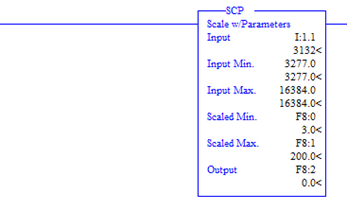 SCP
Scale w/Parameters
Input I:1.1
3132<
Input Min. 3277.0
3277.0<
Input Max. 16384.0
16384.0<
Scaled Min. F8:0
3.0<
Scaled Max. F8:1
200.0<
Output F8:2
0.0<